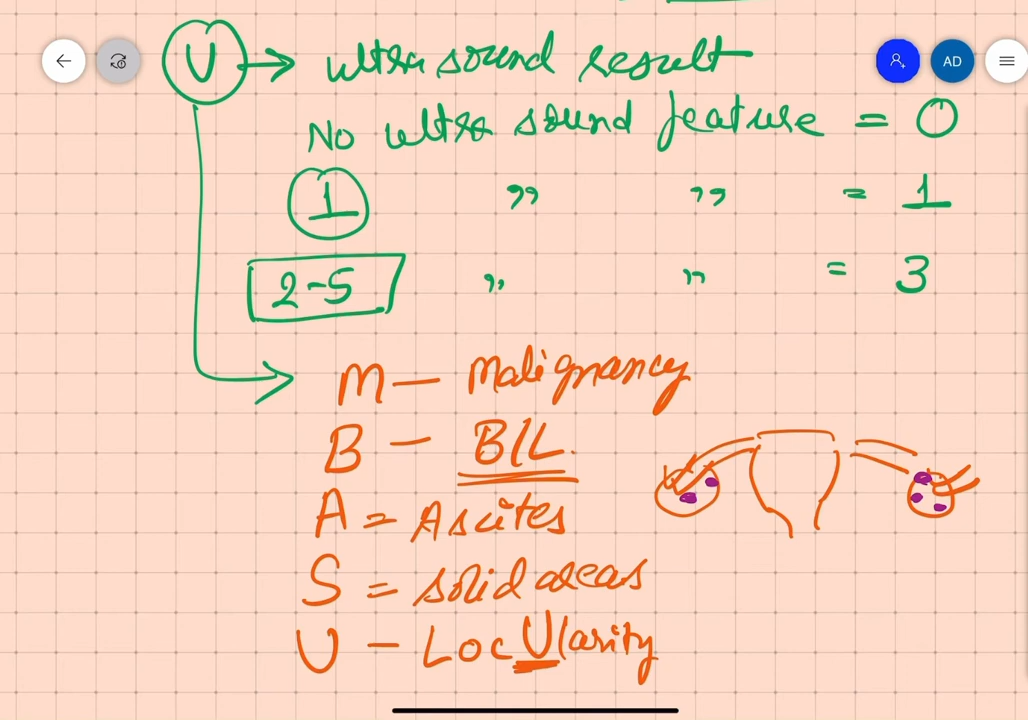 U → ultra sound result
AD
No ultra sound feature = 0
1 " " = 1
2-5 " " = 3
M — Malignancy
B — B/L
A = Ascites
S = solid areas
U — LocUlarity